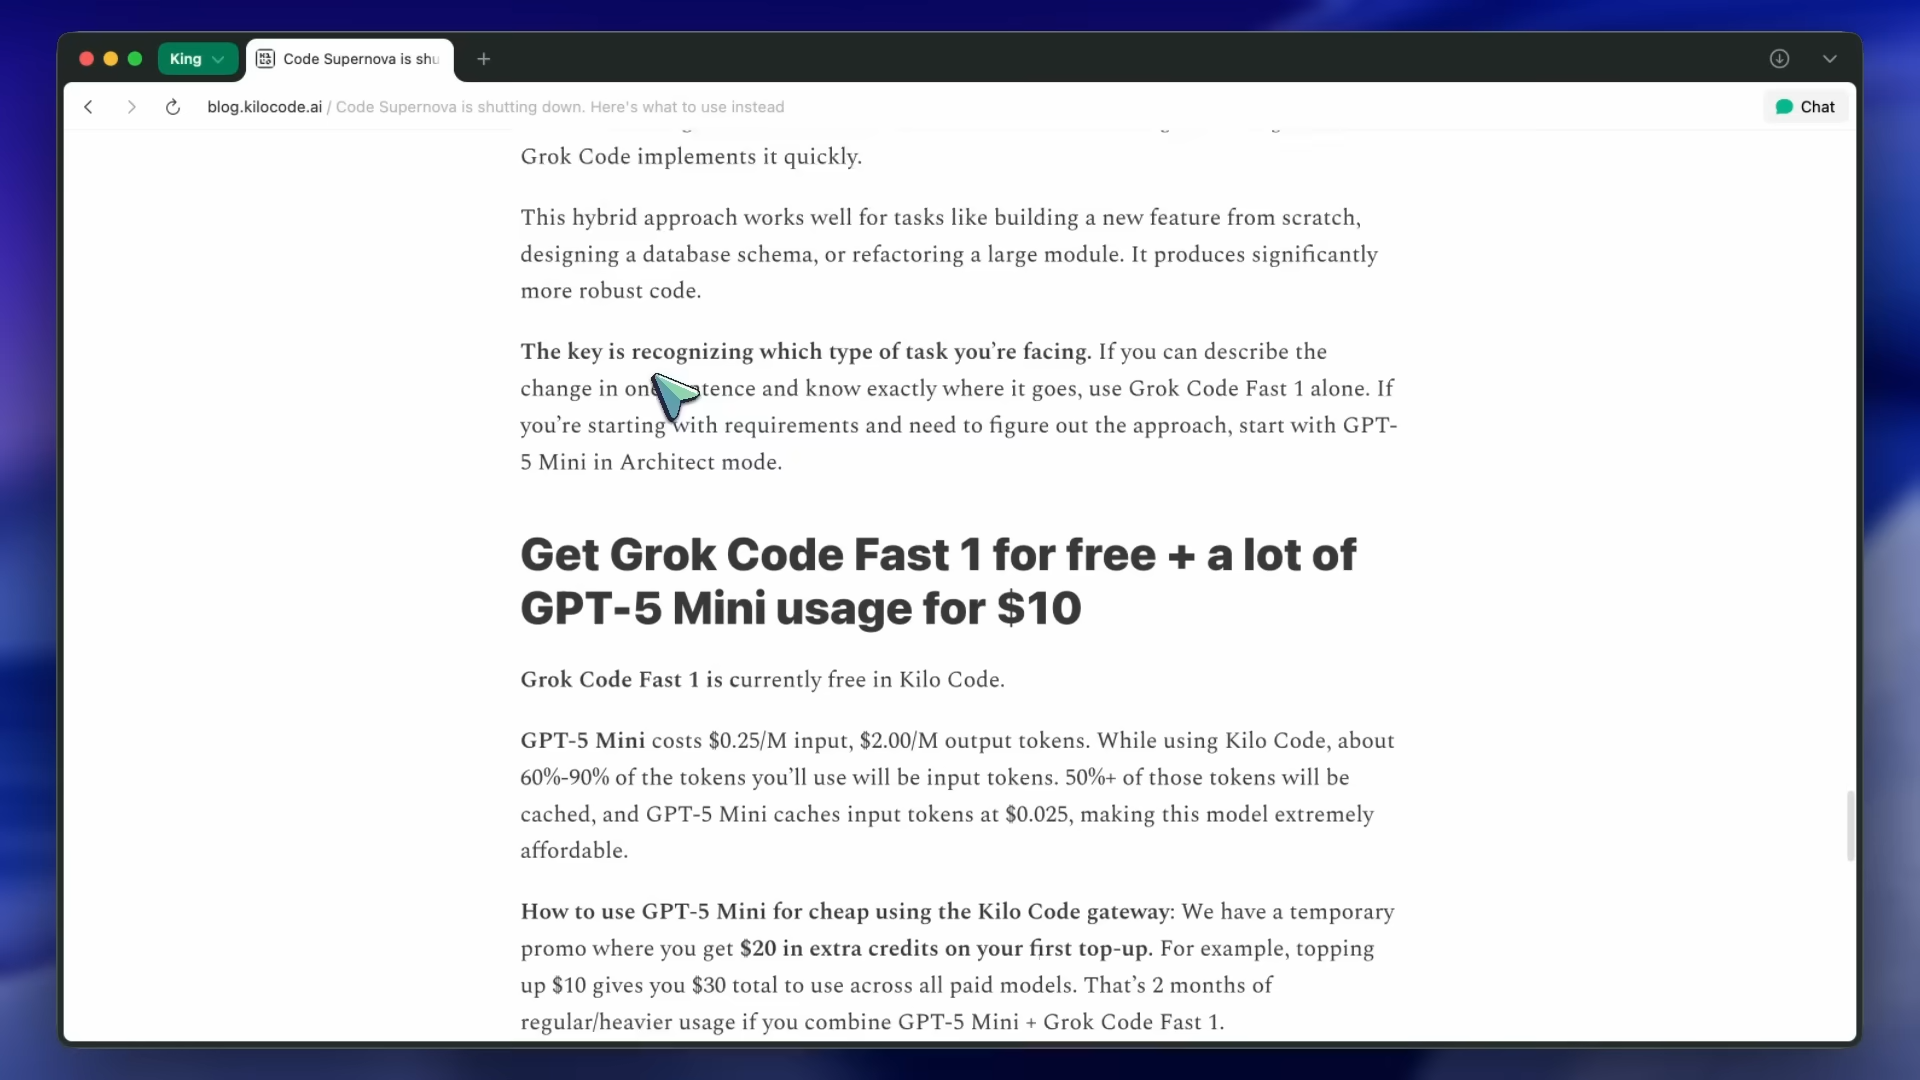 King
Code Supernova is shu
blog.kilocode.ai / Code Supernova is shutting down. Here's what to use instead
Chat
Grok Code implements it quickly.
This hybrid approach works well for tasks like building a new feature from scratch,
designing a database schema, or refactoring a large module. It produces significantly
more robust code.
The key is recognizing which type of task you’re facing. If you can describe the
change in one and know exactly where it goes, use Grok Code Fast 1 alone. If
you’re starting with requirements and need to figure out the approach, start with GPT-
5 Mini in Architect mode.
Get Grok Code Fast 1 for free + a lot of
GPT-5 Mini usage for $10
Grok Code Fast 1 is currently free in Kilo Code.
GPT-5 Mini costs $0.25/M input, $2.00/M output tokens. While using Kilo Code, about
60%-90% of the tokens you’ll use will be input tokens. 50%+ of those tokens will be
cached, and GPT-5 Mini caches input tokens at $0.025, making this model extremely
affordable.
How to use GPT-5 Mini for cheap using the Kilo Code gateway: We have a temporary
promo where you get $20 in extra credits on your first top-up. For example, topping
up $10 gives you $30 total to use across all paid models. That’s 2 months of
regular/heavier usage if you combine GPT-5 Mini + Grok Code Fast 1.